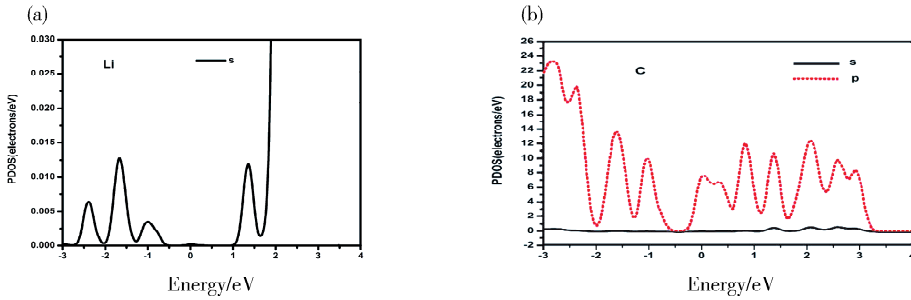 (a)
0.030
0.025
0.020
0.015
0.010
0.005
0.000
PDOS(electrons/eV)
Li
s
-3 -2 -1 0 1 2 3 4
Energy/eV
(b)
26
24
22
20
18
16
14
12
10
8
6
4
2
0
-2
PDOS(electrons/eV)
C
s
p
-3 -2 -1 0 1 2 3 4
Energy/eV